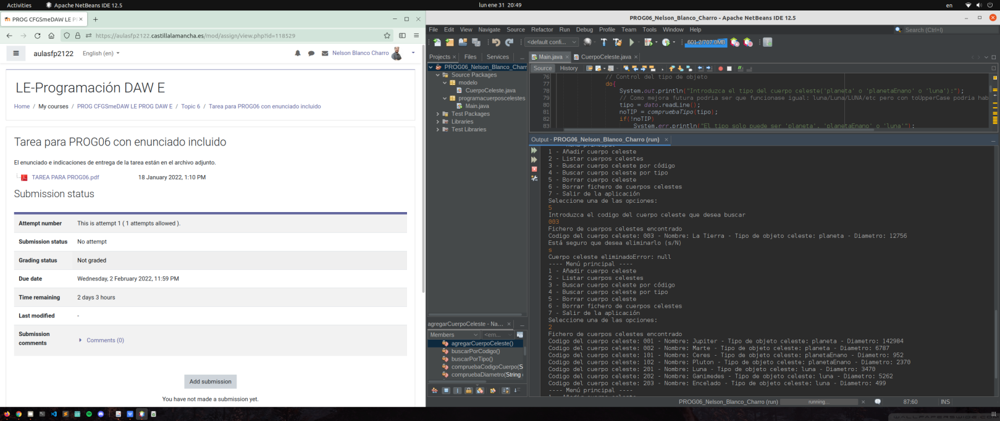 Activities
Apache NetBeans IDE 12.5
lun ene 31 20:49
en
PROG CFGSmeDAW LE P
https://aulasfp2122.castillalamancha.es/mod/assign/view.php?id=118529
aulasfp2122
English (en)
Nelson Blanco Charro
LE-Programación DAW E
Home / My courses / PROG CFGSmeDAW LE PROG DAW E / Topic 6 / Tarea para PROG06 con enunciado incluido
Tarea para PROG06 con enunciado incluido
El enunciado e indicaciones de entrega de la tarea están en el archivo adjunto.
TAREA PARA PROG06.pdf 18 January 2022, 1:10 PM
Submission status
Attempt number This is attempt 1 ( 1 attempts allowed ).
Submission status No attempt
Grading status Not graded
Due date Wednesday, 2 February 2022, 11:59 PM
Time remaining 2 days 3 hours
Last modified -
Submission comments Comments (0)
Add submission
You have not made a submission yet.
PROG06_Nelson_Blanco_Charro - Apache NetBeans IDE 12.5
File Edit View Navigate Source Refactor Run Debug Profile Team Tools Window Help
Search (Ctrl+I)
<default confi...
601,2/707,0MB
Projects Files Services
Main.java CuerpoCeleste.java
PROG06_Nelson_Blanco_Charr
Source Packages
modelo
CuerpoCeleste.java
programacuerposcelestes
Main.java
Test Packages
Libraries
Test Libraries
Source History
76 // Control del tipo de objeto
77 do{
78 System.out.println("Introduzca el tipo del cuerpo celeste('planeta' o 'planetaEnano' o 'luna'):");
79 // Como mejora futura podria ser que funcionase igual: luna/Luna/LUNA/etc pero con toUpperCase podria hab
80 tipo = dato.readLine();
81 noTIP = compruebaTipo(tipo);
82 if(!noTIP)
83 System.err.println("El tipo solo puede ser 'planeta', 'planetaEnano' o 'luna'");
Output - PROG06_Nelson_Blanco_Charro (run)
1 - Añadir cuerpo celeste
2 - Listar cuerpos celestes
3 - Buscar cuerpo celeste por código
4 - Buscar cuerpo celeste por tipo
5 - Borrar cuerpo celeste
6 - Borrar fichero de cuerpos celestes
7 - Salir de la aplicación
Seleccione una de las opciones:
5
Introduzca el codigo del cuerpo celeste que desea buscar
003
Fichero de cuerpos celestes encontrado
Codigo del cuerpo celeste: 003 - Nombre: La Tierra - Tipo de objeto celeste: planeta - Diametro: 12756
Está seguro que desea eliminarlo (s/N)
s
Cuerpo celeste eliminadoError: null
---- Menú principal ----
1 - Añadir cuerpo celeste
2 - Listar cuerpos celestes
3 - Buscar cuerpo celeste por código
4 - Buscar cuerpo celeste por tipo
5 - Borrar cuerpo celeste
6 - Borrar fichero de cuerpos celestes
7 - Salir de la aplicación
Seleccione una de las opciones:
2
Fichero de cuerpos celestes encontrado
Codigo del cuerpo celeste: 001 - Nombre: Jupiter - Tipo de objeto celeste: planeta - Diametro: 142984
Codigo del cuerpo celeste: 002 - Nombre: Marte - Tipo de objeto celeste: planeta - Diametro: 6787
Codigo del cuerpo celeste: 101 - Nombre: Ceres - Tipo de objeto celeste: planetaEnano - Diametro: 952
Codigo del cuerpo celeste: 102 - Nombre: Pluton - Tipo de objeto celeste: planetaEnano - Diametro: 2370
Codigo del cuerpo celeste: 201 - Nombre: Luna - Tipo de objeto celeste: luna - Diametro: 3470
Codigo del cuerpo celeste: 202 - Nombre: Ganimedes - Tipo de objeto celeste: luna - Diametro: 5262
Codigo del cuerpo celeste: 203 - Nombre: Encelado - Tipo de objeto celeste: luna - Diametro: 499
---- Menú principal ----
agregarCuerpoCeleste - Na...
Members <em...
agregarCuerpoCeleste()
buscarPorCodigo()
buscarPorTipo()
compruebaCodigoCuerpo(S
compruebaDiametro(String
PROG06_Nelson_Blanco_Charro (run) running... 87:60 INS